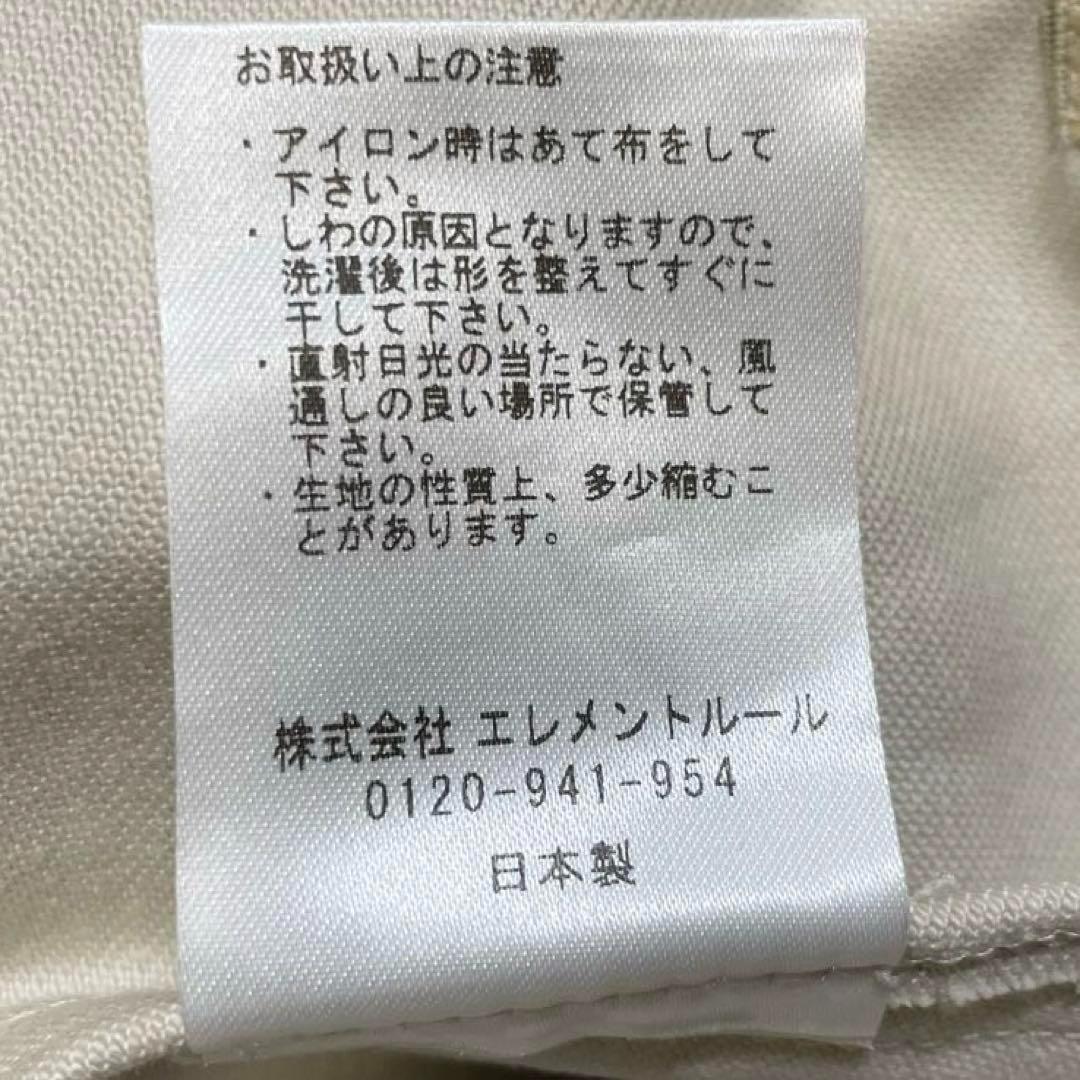 お取扱い上の注意
・アイロン時はあて布をして
下さい。
・しわの原因となりますので、
洗濯後は形を整えてすぐに
干して下さい。
・直射日光の当たらない、風
通しの良い場所で保管して
下さい。
・生地の性質上、多少縮むこ
とがあります。
株式会社 エレメントルール
0120-941-954
日本製